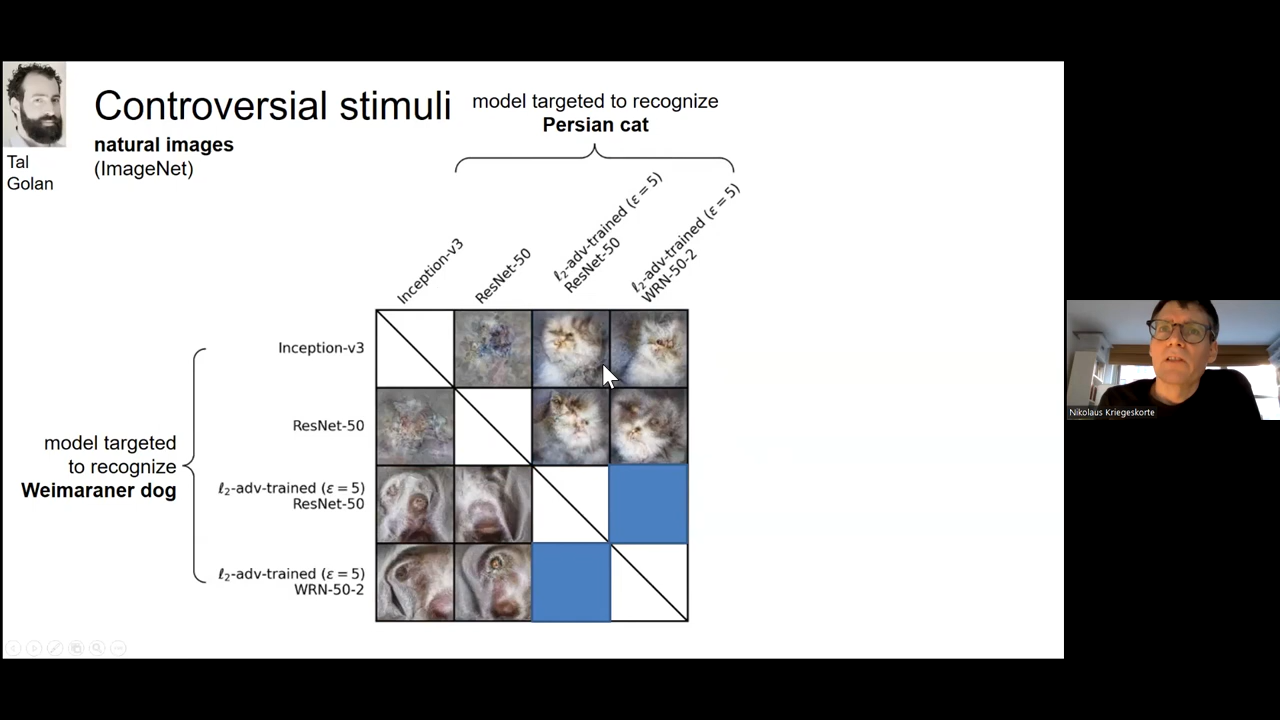 Controversial stimuli
natural images
(ImageNet)
Tal
Golan
model targeted to recognize
Persian cat
Inception-v3
ResNet-50
ℓ₂-adv-trained (ε = 5)
ResNet-50
ℓ₂-adv-trained (ε = 5)
WRN-50-2
model targeted
to recognize
Weimaraner dog
Inception-v3
ResNet-50
ℓ₂-adv-trained (ε = 5)
ResNet-50
ℓ₂-adv-trained (ε = 5)
WRN-50-2
Nikolaus Kriegeskorte